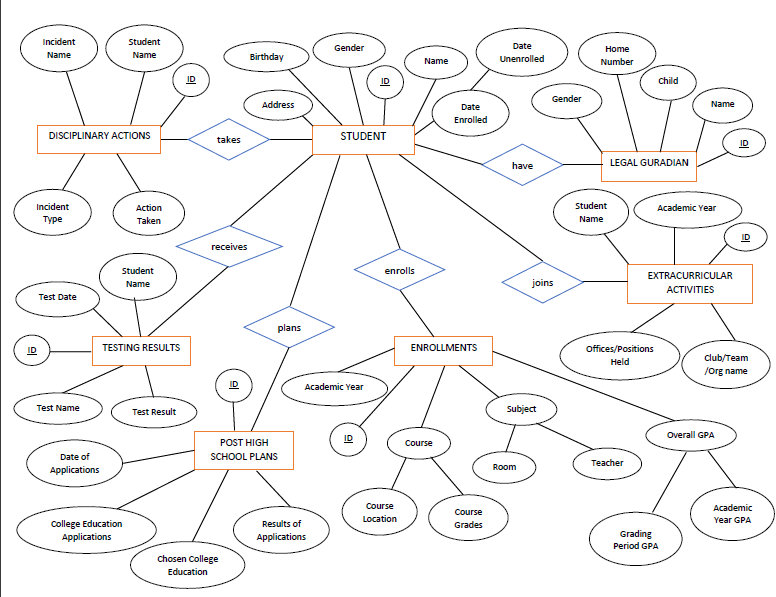 Incident
Name
Student
Name
ID
Birthday
Gender
ID
Name
Date
Unenrolled
Home
Number
Child
Gender
Name
ID
Address
Date
Enrolled
DISCIPLINARY ACTIONS
takes
STUDENT
have
LEGAL GURADIAN
Incident
Type
Action
Taken
receives
enrolls
joins
Student
Name
Academic Year
ID
EXTRACURRICULAR
ACTIVITIES
Student
Name
Test Date
ID
TESTING RESULTS
Test Name
Test Result
plans
ENROLLMENTS
Offices/Positions
Held
Club/Team
/Org name
ID
Academic Year
ID
Course
Subject
Overall GPA
POST HIGH
SCHOOL PLANS
Room
Teacher
Date of
Applications
College Education
Applications
Chosen College
Education
Results of
Applications
Course
Location
Course
Grades
Grading
Period GPA
Academic
Year GPA